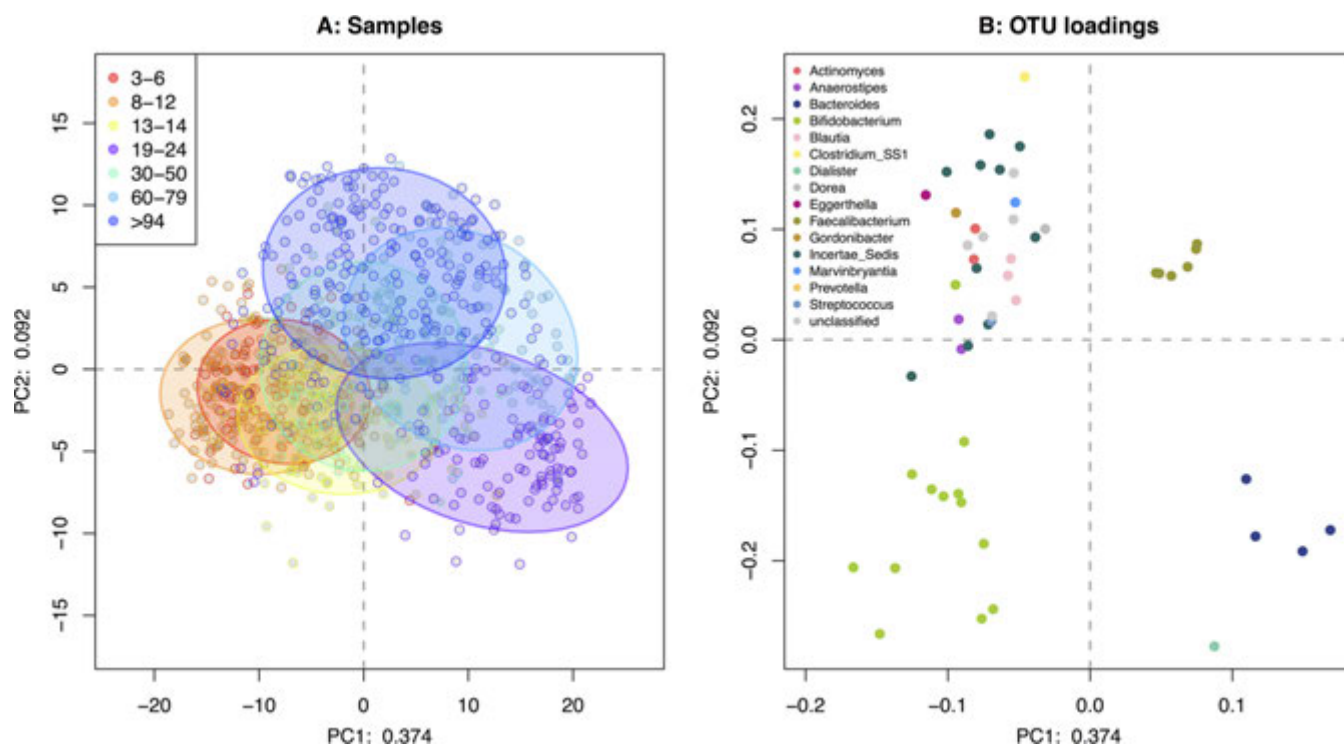 A: Samples
3−6
8−12
13−14
19−24
30−50
60−79
>94
15
10
5
0
−5
−10
−15
PC2: 0.092
−20
−10
0
10
20
PC1: 0.374
B: OTU loadings
Actinomyces
Anaerostipes
Bacteroides
Bifidobacterium
Blautia
Clostridium_SS1
Dialister
Dorea
Eggerthella
Faecalibacterium
Gordonibacter
Incertae_Sedis
Marvinbryantia
Prevotella
Streptococcus
unclassified
0.2
0.1
0.0
−0.1
−0.2
PC2: 0.092
−0.2
−0.1
0.0
0.1
PC1: 0.374